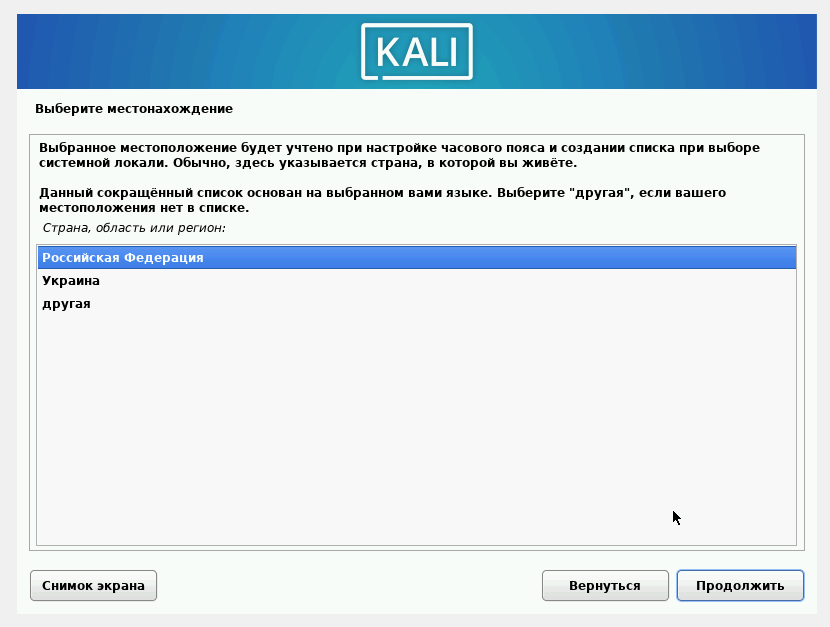 KALI
Выберите местонахождение
Выбранное местоположение будет учтено при настройке часового пояса и создании списка при выборе
системной локали. Обычно, здесь указывается страна, в которой вы живёте.
Данный сокращённый список основан на выбранном вами языке. Выберите "другая", если вашего
местоположения нет в списке.
Страна, область или регион:
Российская Федерация
Украина
другая
Снимок экрана
Вернуться
Продолжить